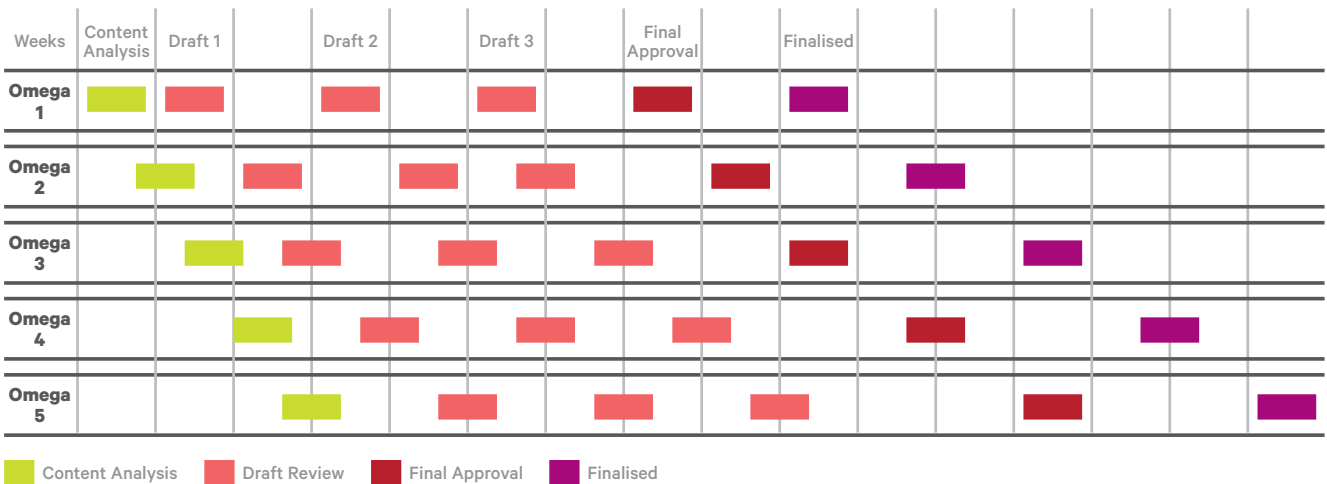 Weeks
Content
Analysis
Draft 1
Draft 2
Draft 3
Final
Approval
Finalised
Omega
1
Omega
2
Omega
3
Omega
4
Omega
5
Content Analysis
Draft Review
Final Approval
Finalised